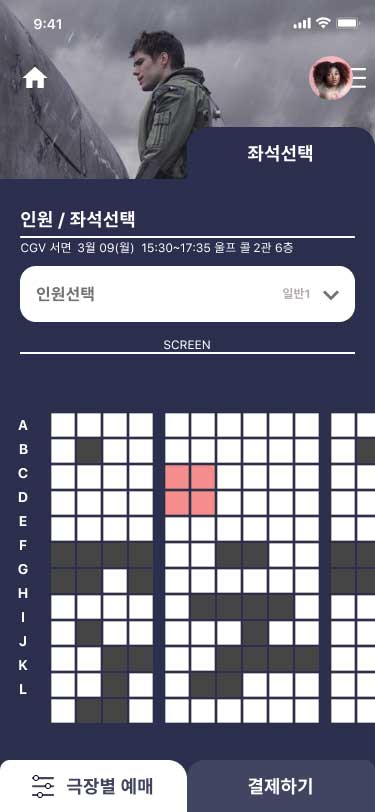 9:41
좌석선택
인원 / 좌석선택
CGV 서면 3월 09(월) 15:30~17:35 울프 콜 2관 6층
인원선택 일반1
SCREEN
A
B
C
D
E
F
G
H
I
J
K
L
극장별 예매
결제하기